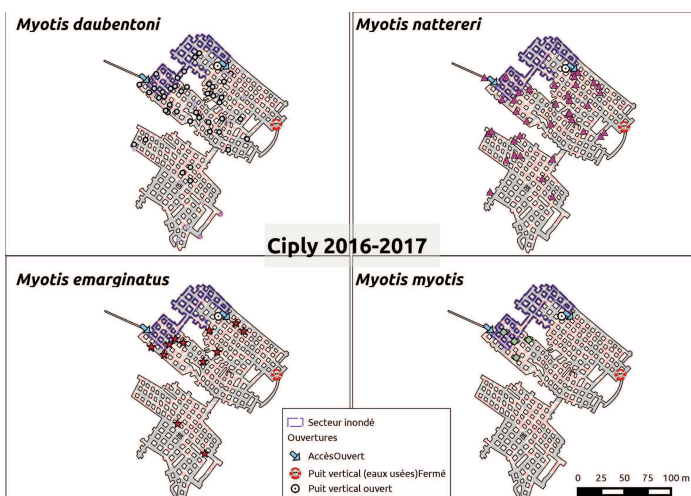 Myotis daubentoni
Myotis nattereri
Ciply 2016-2017
Myotis emarginatus
Myotis myotis
Secteur inondé
Ouvertures
AccèsOuvert
Puit vertical (eaux usées)Fermé
Puit vertical ouvert
0 25 50 75 100 m